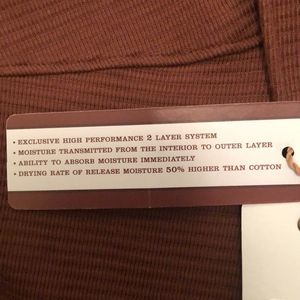 • EXCLUSIVE HIGH PERFORMANCE 2 LAYER SYSTEM
• MOISTURE TRANSMITTED FROM THE INTERIOR TO OUTER LAYER
• ABILITY TO ABSORB MOISTURE IMMEDIATELY
• DRYING RATE OF RELEASE MOISTURE 50% HIGHER THAN COTTON